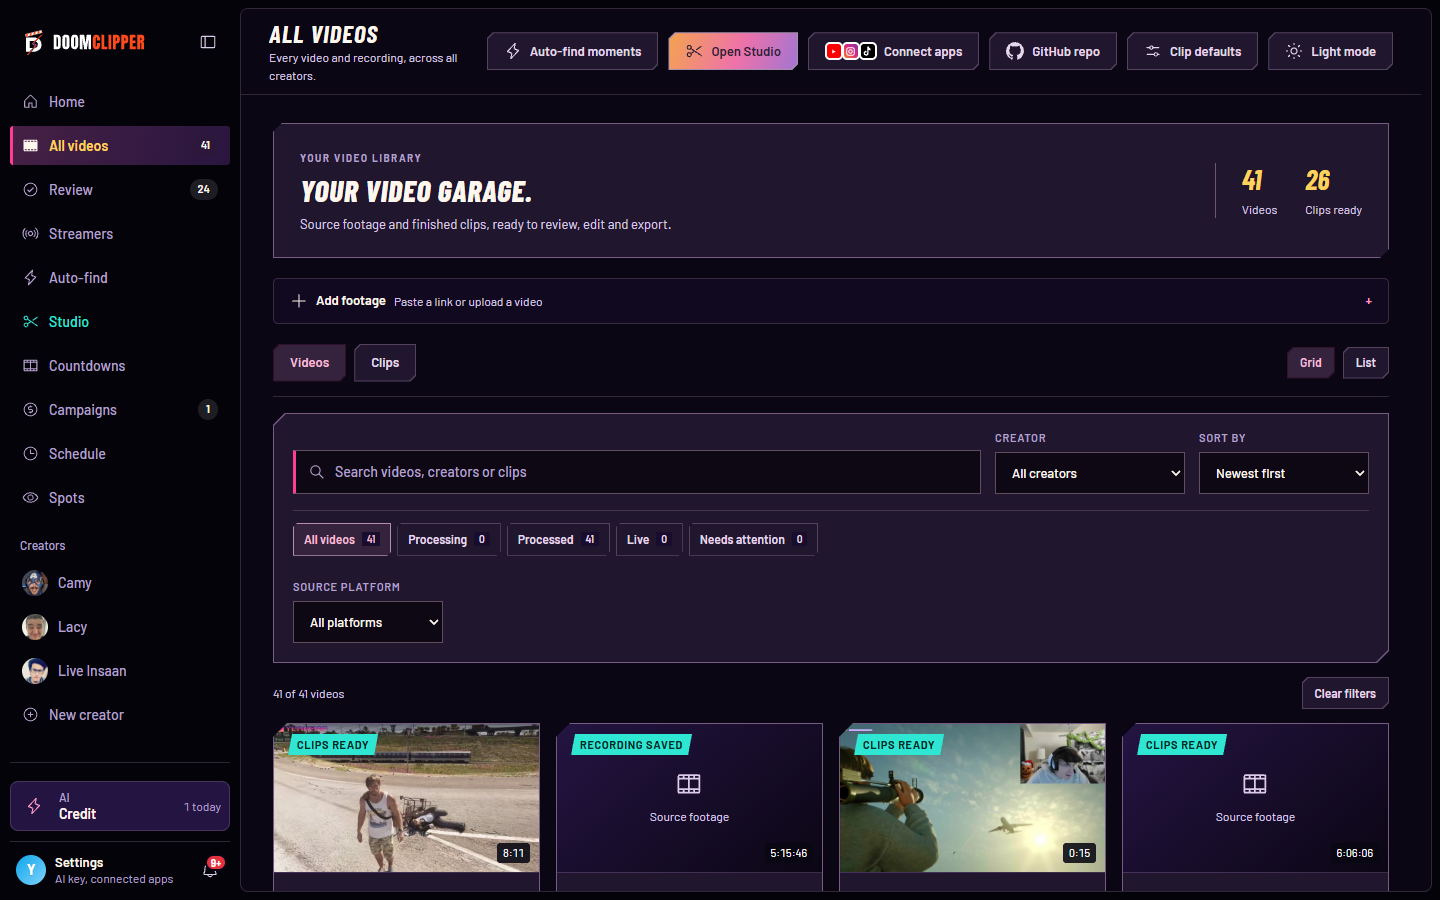 DOOMCLIPPER
Home
All videos 41
Review 24
Streamers
Auto-find
Studio
Countdowns
Campaigns 1
Schedule
Spots
Creators
Camy
Lacy
Live Insaan
New creator
AI
Credit
1 today
Y
Settings
AI key, connected apps
9+
ALL VIDEOS
Every video and recording, across all
creators.
Auto-find moments
Open Studio
Connect apps
GitHub repo
Clip defaults
Light mode
YOUR VIDEO LIBRARY
YOUR VIDEO GARAGE.
Source footage and finished clips, ready to review, edit and export.
41
Videos
26
Clips ready
Add footage Paste a link or upload a video +
Videos
Clips
Grid
List
Search videos, creators or clips
CREATOR
All creators
SORT BY
Newest first
All videos 41
Processing 0
Processed 41
Live 0
Needs attention 0
SOURCE PLATFORM
All platforms
41 of 41 videos
Clear filters
CLIPS READY
8:11
RECORDING SAVED
Source footage
5:15:46
CLIPS READY
0:15
CLIPS READY
Source footage
6:06:06